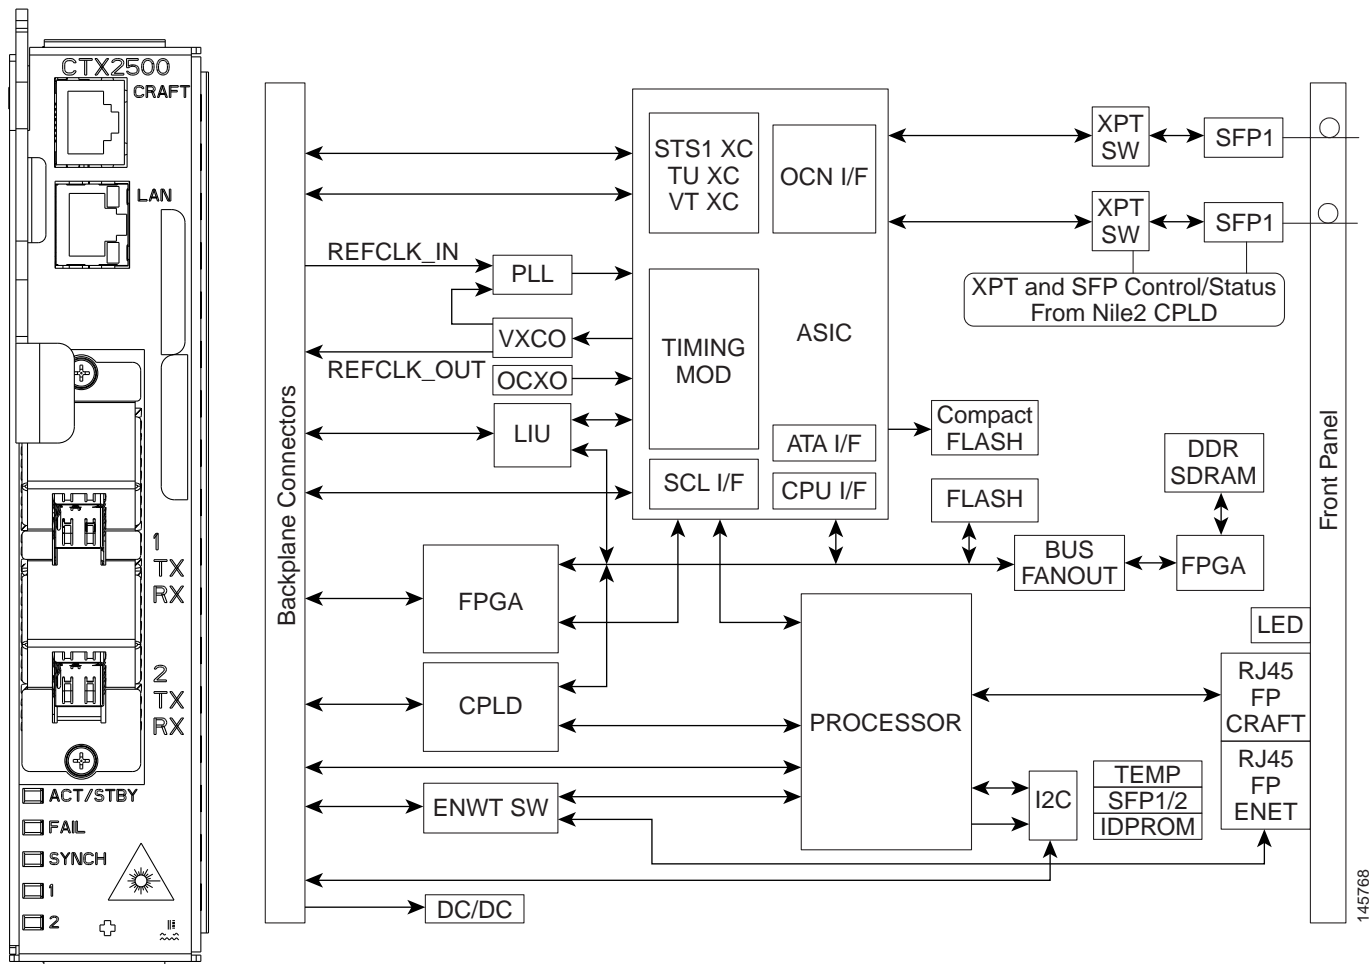 CTX2500
CRAFT
LAN
1
TX
RX
2
TX
RX
ACT/STBY
FAIL
SYNCH
1
2
Backplane Connectors
STS1 XC
TU XC
VT XC
OCN I/F
XPT
SW
SFP1
XPT
SW
SFP1
XPT and SFP Control/Status
From Nile2 CPLD
REFCLK_IN
PLL
VXCO
REFCLK_OUT
OCXO
TIMING
MOD
ASIC
LIU
ATA I/F
SCL I/F
CPU I/F
Compact
FLASH
FLASH
DDR
SDRAM
BUS
FANOUT
FPGA
FPGA
CPLD
PROCESSOR
ENWT SW
DC/DC
I2C
TEMP
SFP1/2
IDPROM
LED
RJ45
FP
CRAFT
RJ45
FP
ENET
Front Panel
145768